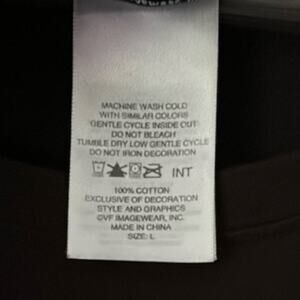 MACHINE WASH COLD
WITH SIMILAR COLORS
GENTLE CYCLE INSIDE OUT
DO NOT BLEACH
TUMBLE DRY LOW GENTLE CYCLE
DO NOT IRON DECORATION
INT
100% COTTON
EXCLUSIVE OF DECORATION
STYLE AND GRAPHICS
CVF IMAGEWEAR, INC.
MADE IN CHINA
SIZE: L